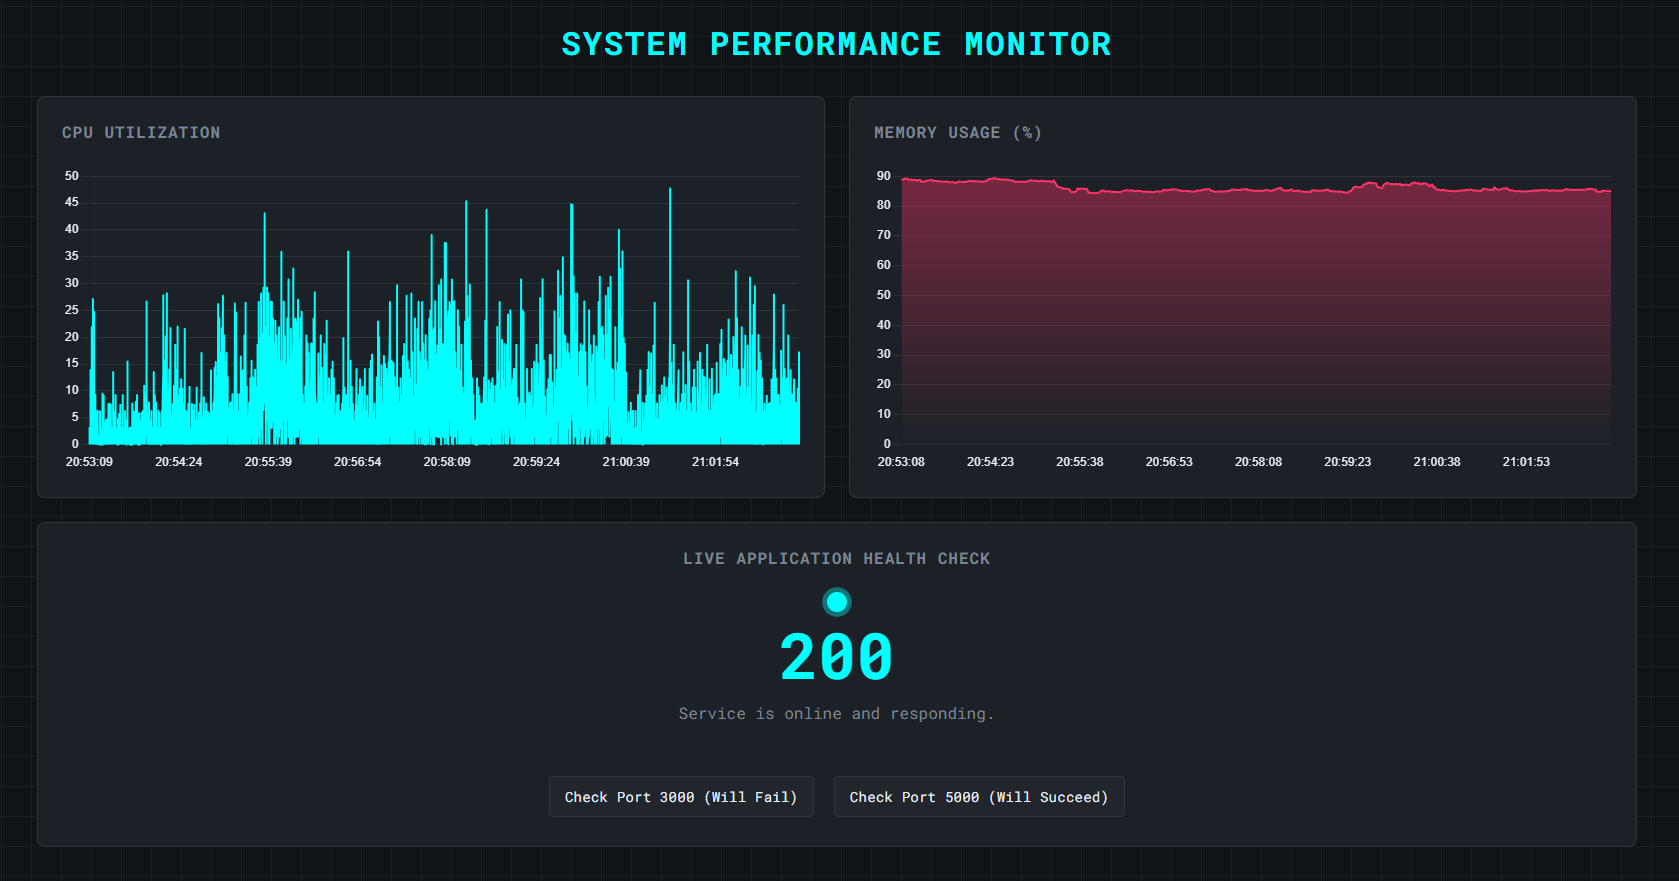 SYSTEM PERFORMANCE MONITOR
CPU UTILIZATION
50
45
40
35
30
25
20
15
10
5
0
20:53:09 20:54:24 20:55:39 20:56:54 20:58:09 20:59:24 21:00:39 21:01:54
MEMORY USAGE (%)
90
80
70
60
50
40
30
20
10
0
20:53:08 20:54:23 20:55:38 20:56:53 20:58:08 20:59:23 21:00:38 21:01:53
LIVE APPLICATION HEALTH CHECK
200
Service is online and responding.
Check Port 3000 (Will Fail) Check Port 5000 (Will Succeed)